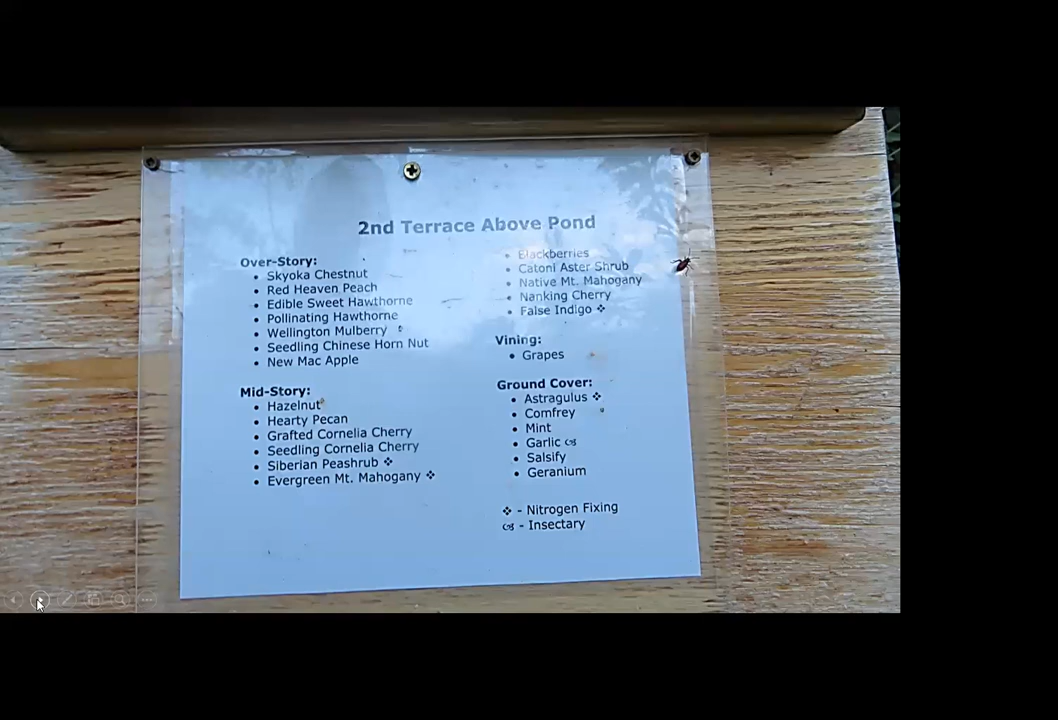 2nd Terrace Above Pond
Over-Story:
• Skyoka Chestnut
• Red Heaven Peach
• Edible Sweet Hawthorne
• Pollinating Hawthorne
• Wellington Mulberry
• Seedling Chinese Horn Nut
• New Mac Apple
Mid-Story:
• Hazelnut
• Hearty Pecan
• Grafted Cornelia Cherry
• Seedling Cornelia Cherry
• Siberian Peashrub ❖
• Evergreen Mt. Mahogany ❖
• Blackberries
• Catoni Aster Shrub
• Native Mt. Mahogany
• Nanking Cherry
• False Indigo ❖
Vining:
• Grapes
Ground Cover:
• Astragulus ❖
• Comfrey
• Mint
• Garlic ശ
• Salsify
• Geranium
❖ - Nitrogen Fixing
ശ - Insectary